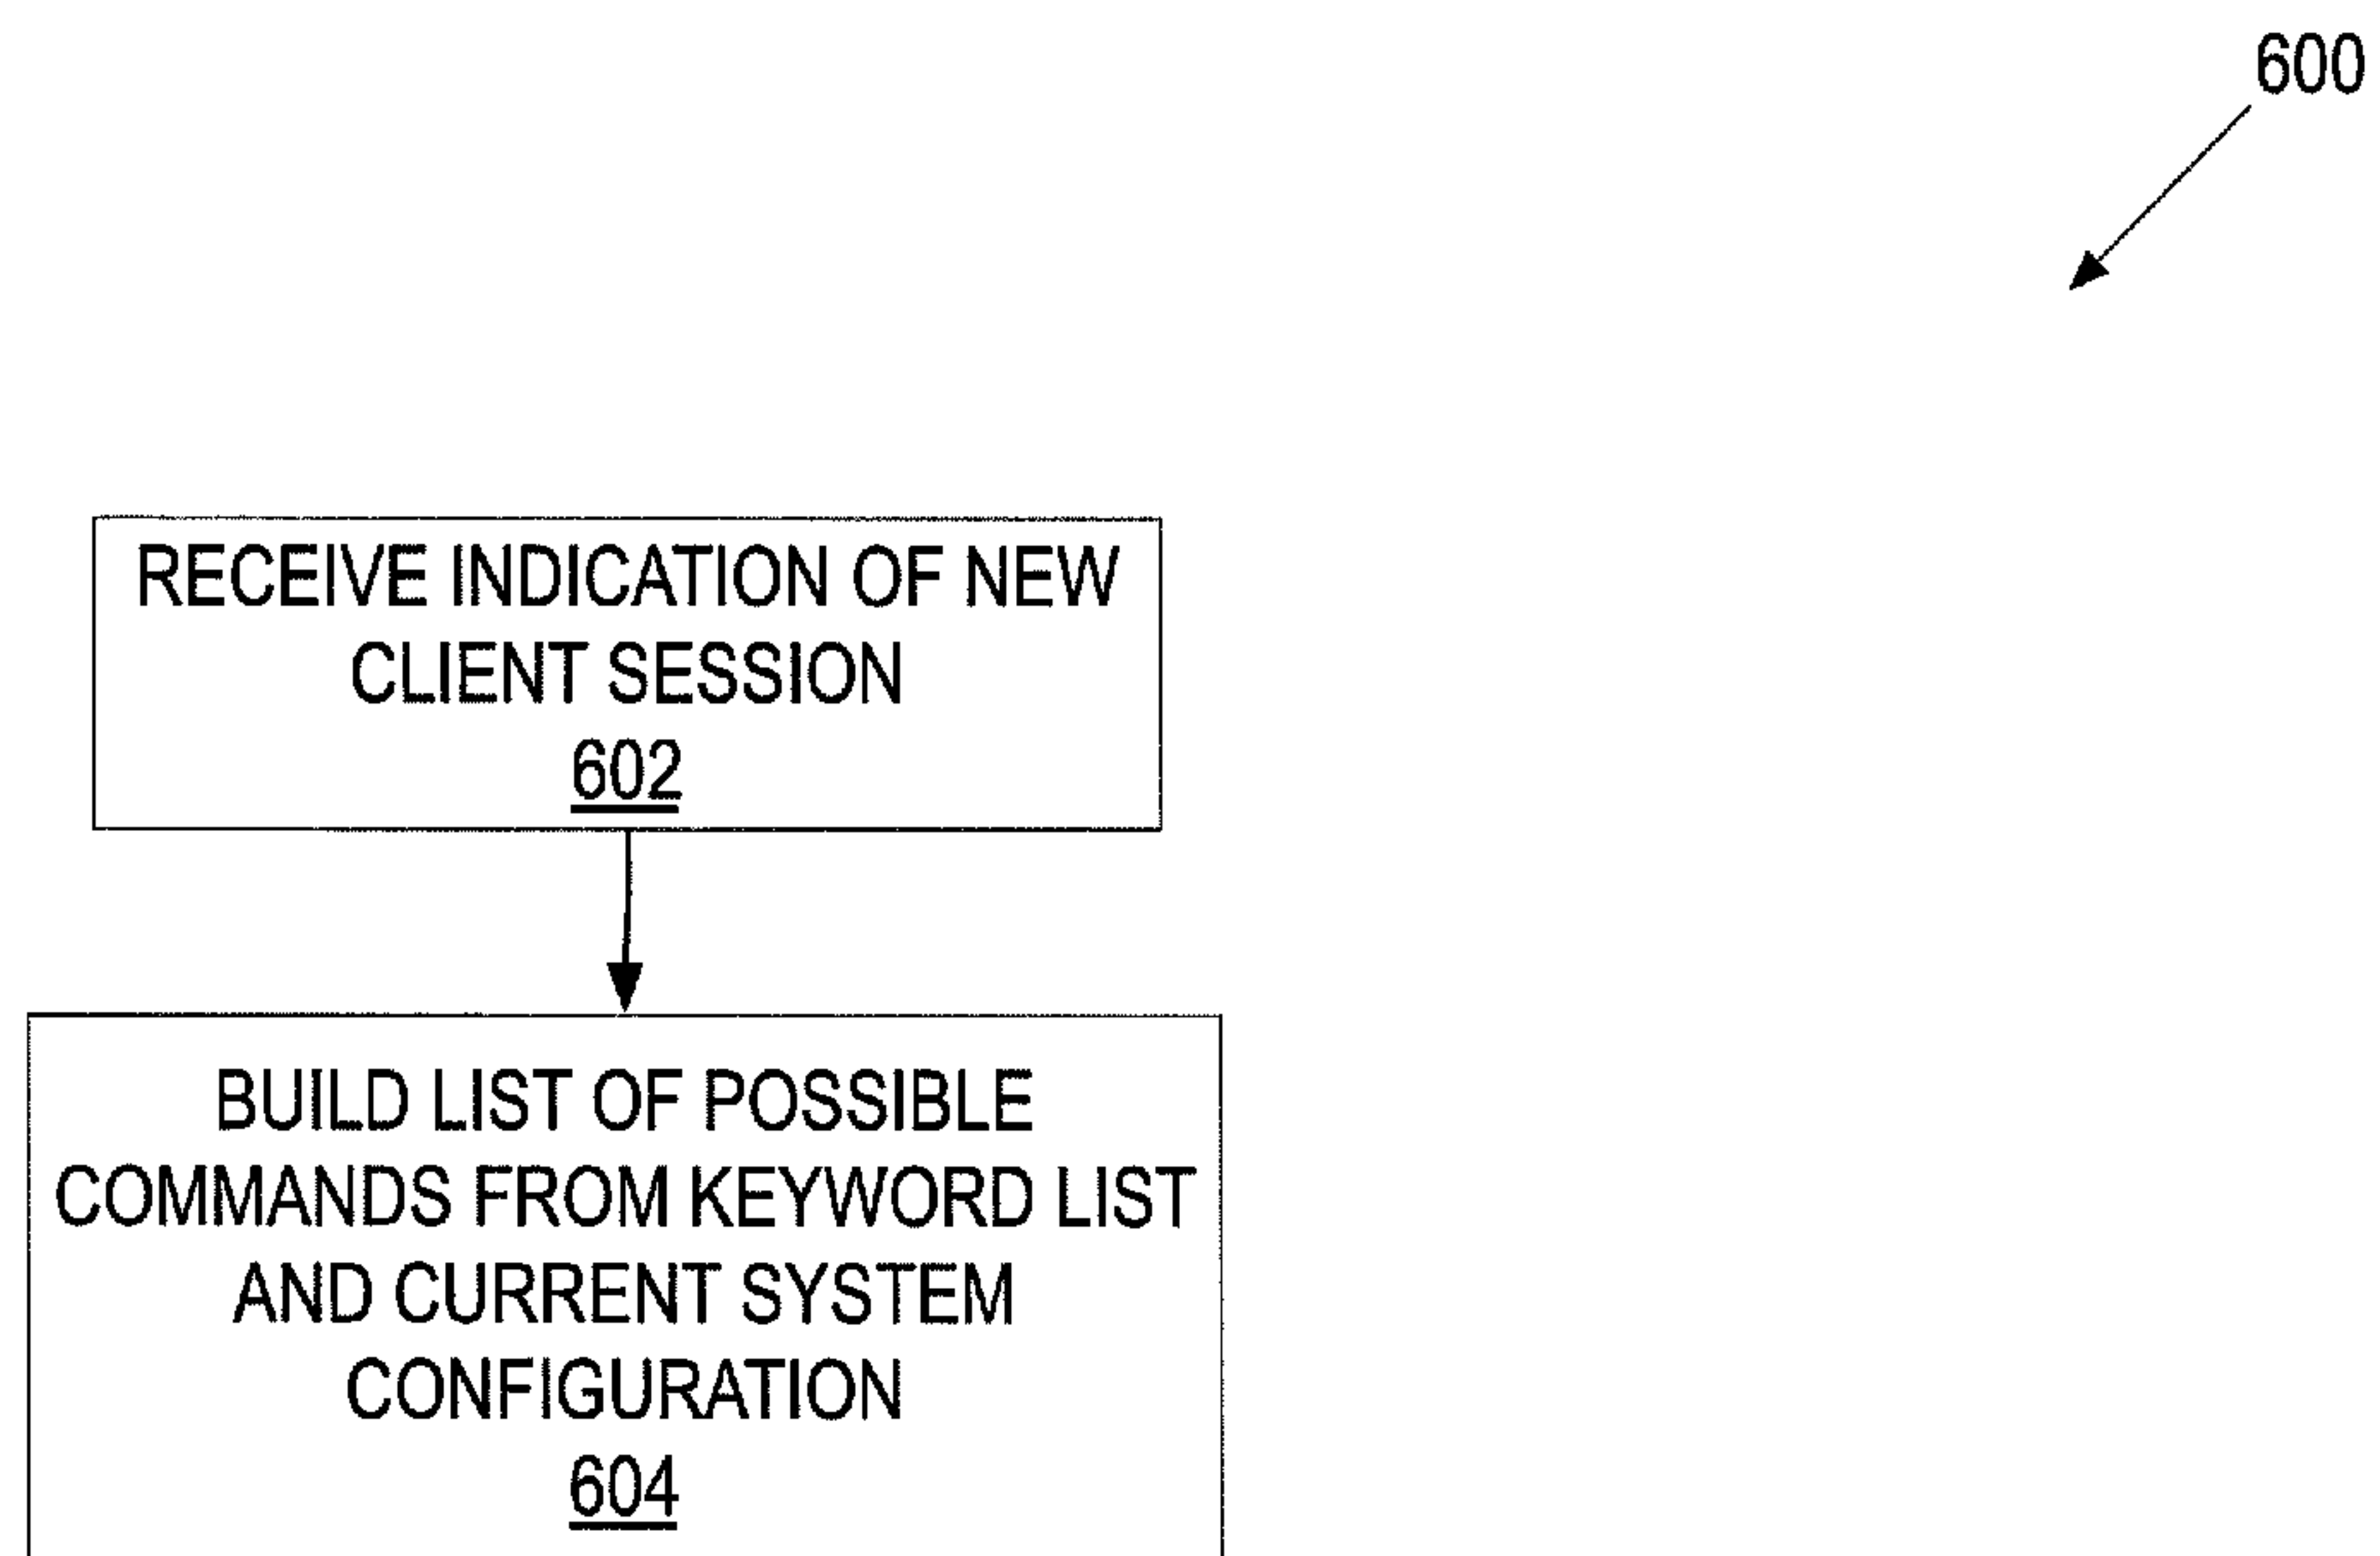 600
RECEIVE INDICATION OF NEW
CLIENT SESSION
602
BUILD LIST OF POSSIBLE
COMMANDS FROM KEYWORD LIST
AND CURRENT SYSTEM
CONFIGURATION
604